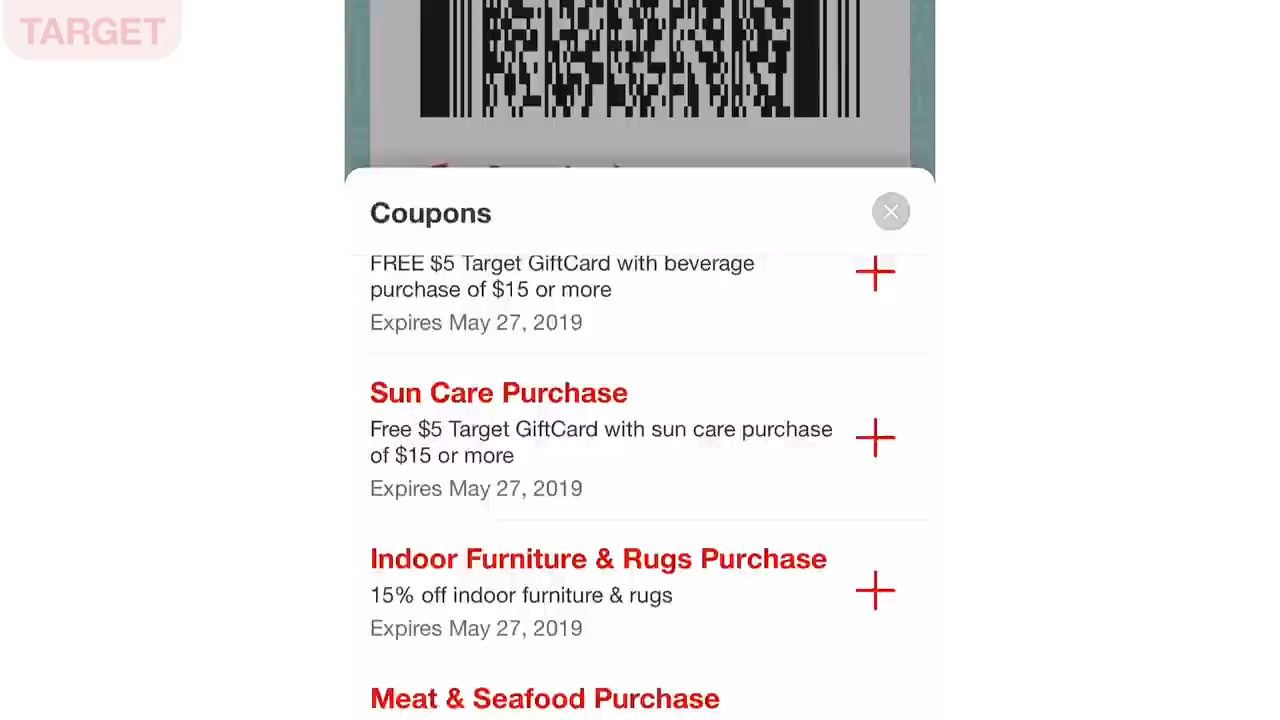 TARGET
Coupons
FREE $5 Target GiftCard with beverage
purchase of $15 or more
Expires May 27, 2019
Sun Care Purchase
Free $5 Target GiftCard with sun care purchase
of $15 or more
Expires May 27, 2019
Indoor Furniture & Rugs Purchase
15% off indoor furniture & rugs
Expires May 27, 2019
Meat & Seafood Purchase